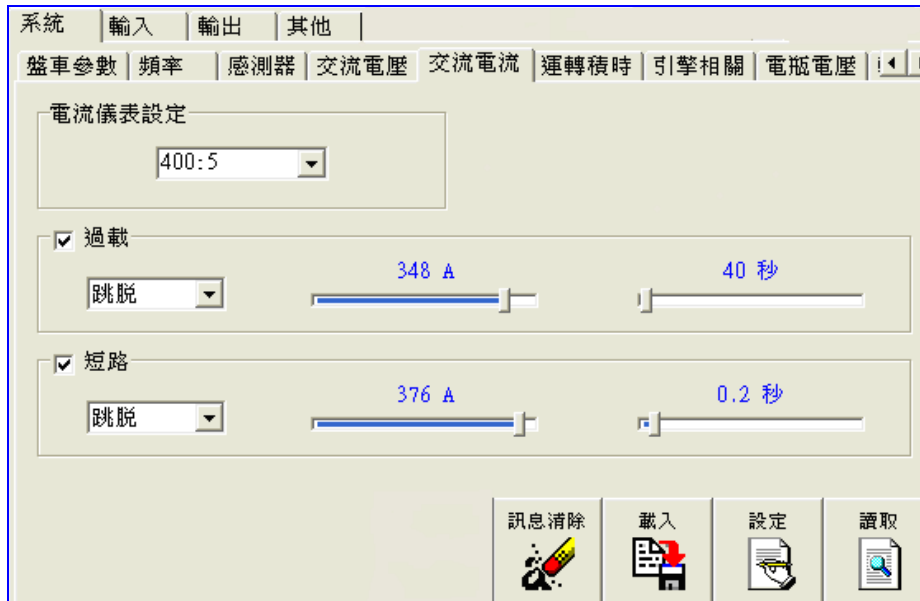 系統 輸入 輸出 其他
盤車參數 頻率 感測器 交流電壓 交流電流 運轉積時 引擎相關 電瓶電壓
電流儀表設定
400:5
過載
348 A 40 秒
跳脱
短路
376 A 0.2 秒
跳脱
訊息清除 載入 設定 讀取